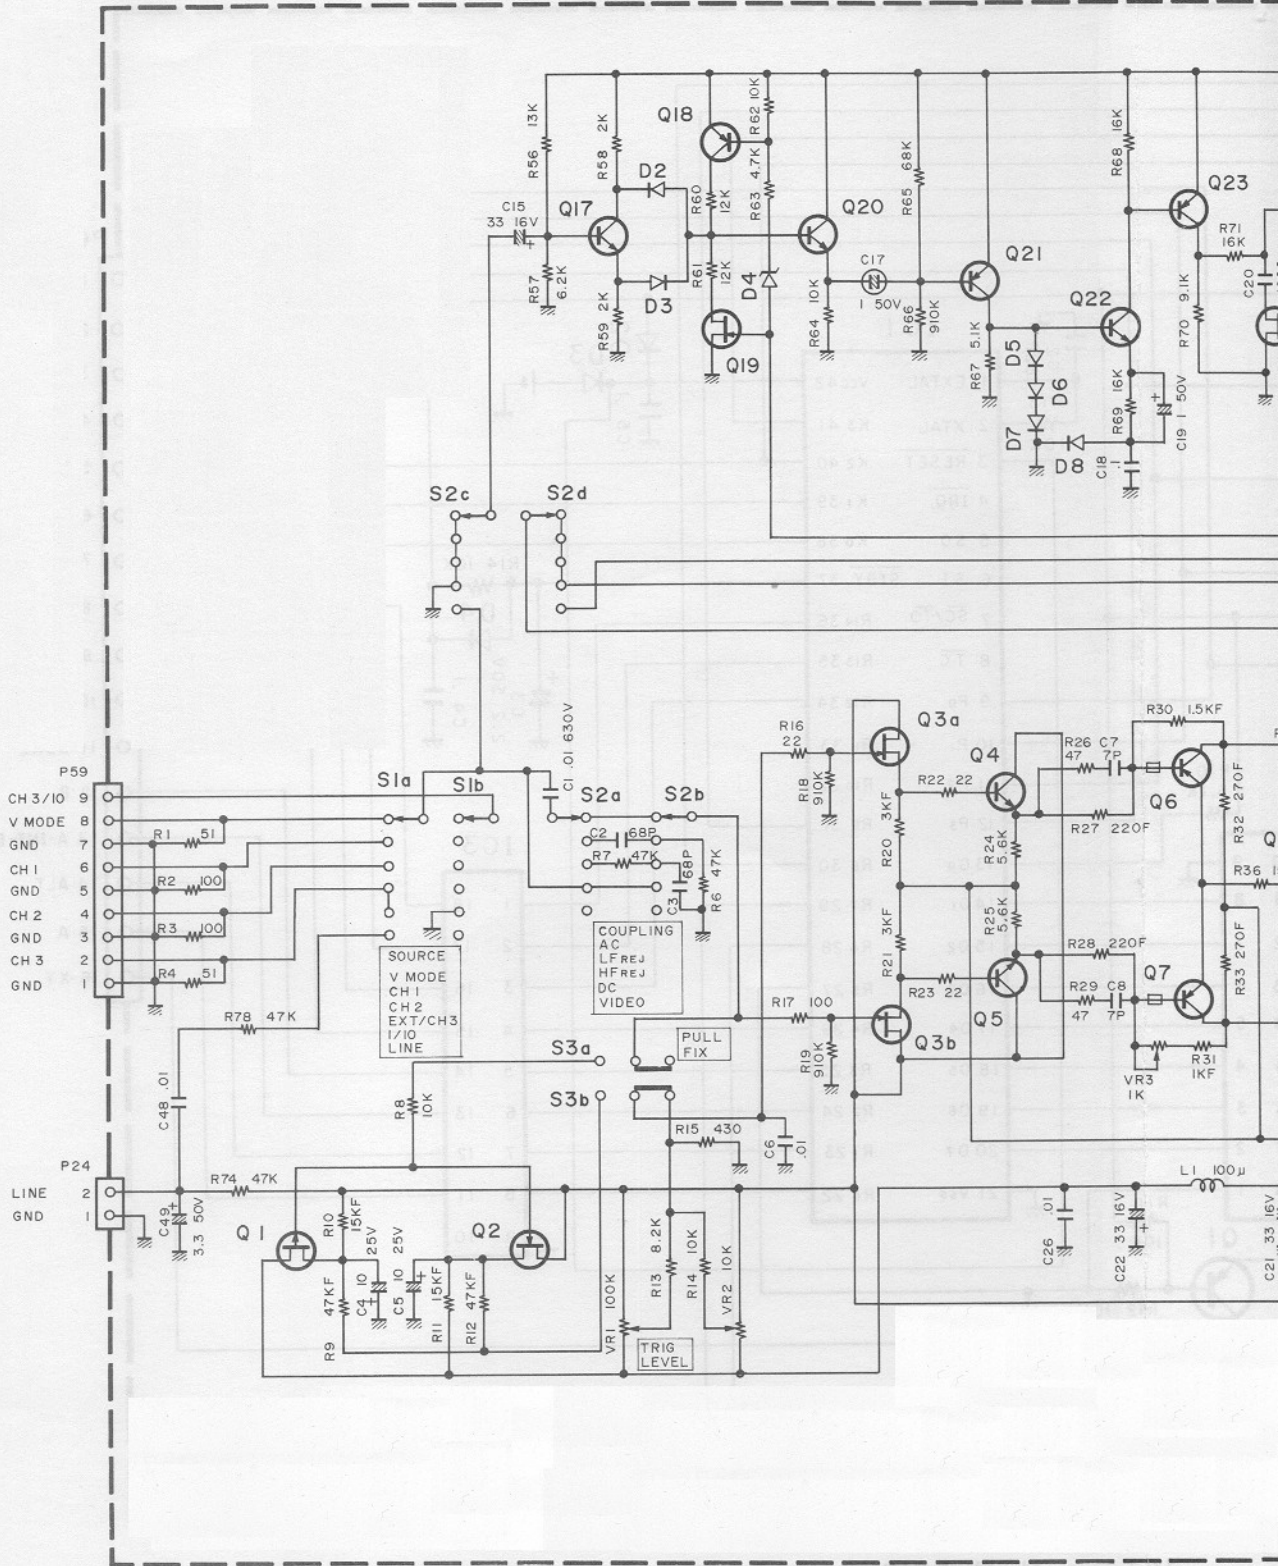 R56 13K
R58 2K
Q18
R62 10K
D2
R60 12K
R63 4.7K
C15
33 16V
+
Q17
Q20
R65 68K
R68 16K
Q23
R71
16K
R57
6.2K
R59 2K
D3
R61 12K
D4
C17
1 50V
Q21
Q19
R64 10K
R66
910K
R67 5.1K
D5
D6
D7
Q22
R70 9.1K
C20
R69 16K
+
C19 1 50V
D8
C18
.1
S2c
S2d
C1 .01 630V
R16
22
Q3a
R30 1.5KF
R18
910K
Q4
R26 C7
47 7P
P59
CH3/10 9
V MODE 8
GND 7
CH1 6
GND 5
CH2 4
GND 3
CH3 2
GND 1
R1 51
R2 100
R3 100
R4 51
S1a
S1b
S2a
S2b
C2 68P
R7 47K
C3
68P
R6 47K
R22 22
R20 3KF
R24
5.6K
R27 220F
Q6
R32 270F
Q
R36 1
COUPLING
AC
LF REJ
HF REJ
DC
VIDEO
SOURCE
V MODE
CH1
CH2
EXT/CH3
1/10
LINE
R21 3KF
R25
5.6K
R28 220F
R29 C8
47 7P
Q7
R33 270F
R23 22
Q5
R78 47K
R17 100
Q3b
R19
910K
PULL
FIX
S3a
S3b
VR3
1K
R31
1KF
C48 .01
R8
10K
R15 430
C6
.01
P24
LINE 2
GND 1
R74 47K
L1 100μ
C49
+
3.3 50V
Q1
R10
15KF
Q2
C4 10 25V
+
C5 10 25V
+
R9 47KF
R11 15KF
R12 47KF
VR1 100K
R13 8.2K
R14 10K
VR2 10K
TRIG
LEVEL
C26 .01
C22 33 16V
+
C21 33 16V